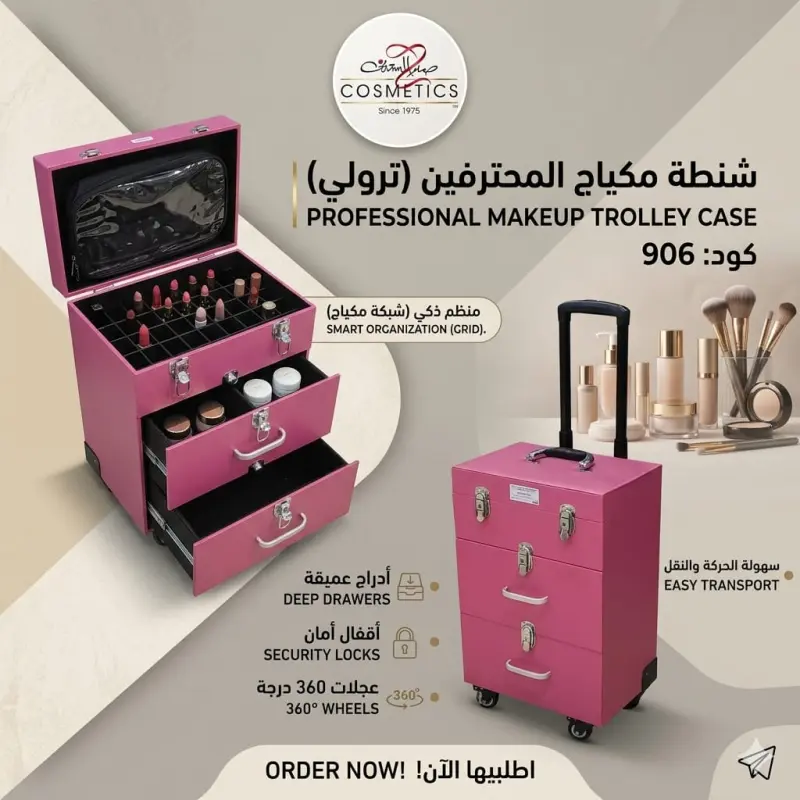 COSMETICS
Since 1975
شنطة مكياج المحترفين (ترولي)
PROFESSIONAL MAKEUP TROLLEY CASE
كود: 906
منظم ذكي (شبكة مكياج)
SMART ORGANIZATION (GRID).
سهولة الحركة والنقل
EASY TRANSPORT
أدراج عميقة
DEEP DRAWERS
أقفال أمان
SECURITY LOCKS
عجلات 360 درجة
360°
360° WHEELS
ORDER NOW! اطلبيها الآن!